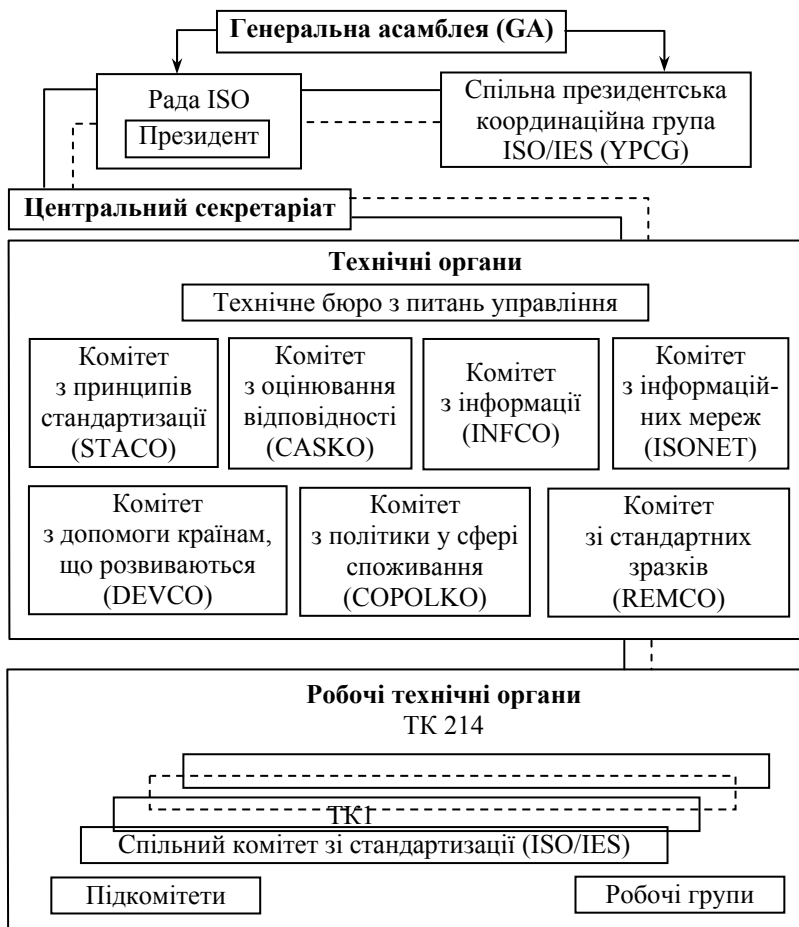 Генеральна асамблея (GA)
Рада ISO
Президент
Спільна президентська
координаційна група
ISO/IES (YPCG)
Центральний секретаріат
Технічні органи
Технічне бюро з питань управління
Комітет
з принципів
стандартизації
(STACO)
Комітет
з оцінювання
відповідності
(CASKO)
Комітет
з інформації
(INFCO)
Комітет
з інформацій-
них мереж
(ISONET)
Комітет
з допомоги країнам,
що розвиваються
(DEVCO)
Комітет
з політики у сфері
споживання
(COPOLKO)
Комітет
зі стандартних
зразків
(REMCO)
Робочі технічні органи
ТК 214
ТК1
Спільний комітет зі стандартизації (ISO/IES)
Підкомітети
Робочі групи